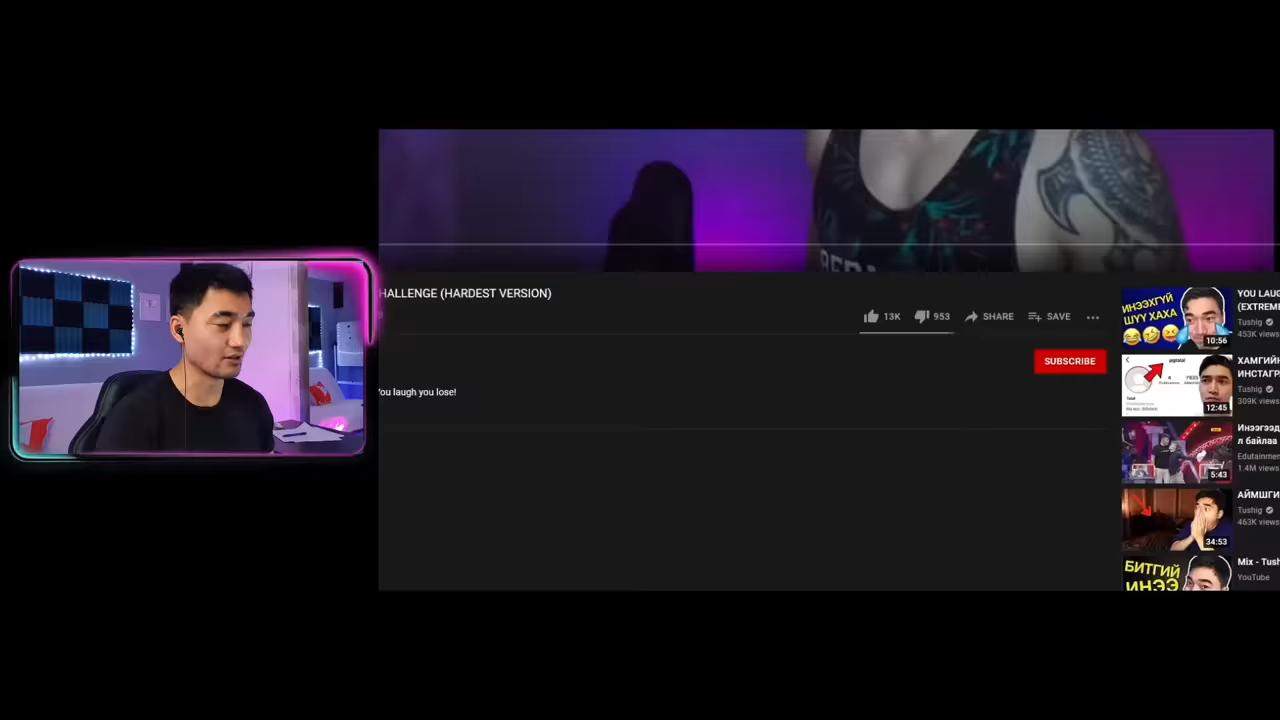 HALLENGE (HARDEST VERSION)
13K
953
SHARE
SAVE
SUBSCRIBE
You laugh you lose!
ИНЭЭХГҮЙ
ШҮҮ ХАХА
10:56
YOU LAUG
(EXTREME
Tushig
453K views
12:45
ХАМГИЙН
ИНСТАГР
Tushig
309K views
5:43
Инээгээд
л байлаа
Edutainmen
1.4M views
34:53
АЙМШГИ
Tushig
463K views
БИТГИЙ
ИНЭЭ
Mix - Tush
YouTube